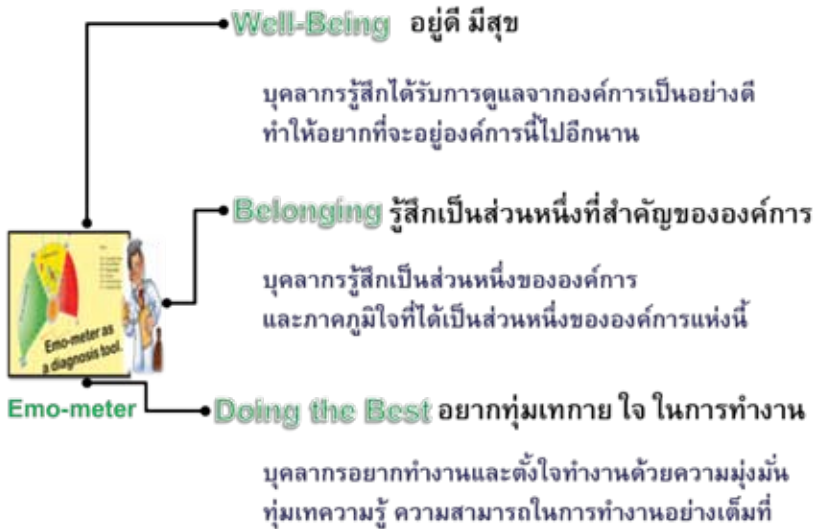 Well-Being อยู่ดี มีสุข
บุคลากรรู้สึกได้รับการดูแลจากองค์การเป็นอย่างดี
ทำให้อยากที่จะอยู่องค์การนี้ไปอีกนาน
Belonging รู้สึกเป็นส่วนหนึ่งที่สำคัญขององค์การ
บุคลากรรู้สึกเป็นส่วนหนึ่งขององค์การ
และภาคภูมิใจที่ได้เป็นส่วนหนึ่งขององค์การแห่งนี้
Emo-meter as
a diagnosis tool.
Emo-meter
Doing the Best อยากทุ่มเทกาย ใจ ในการทำงาน
บุคลากรอยากทำงานและตั้งใจทำงานด้วยความมุ่งมั่น
ทุ่มเทความรู้ ความสามารถในการทำงานอย่างเต็มที่